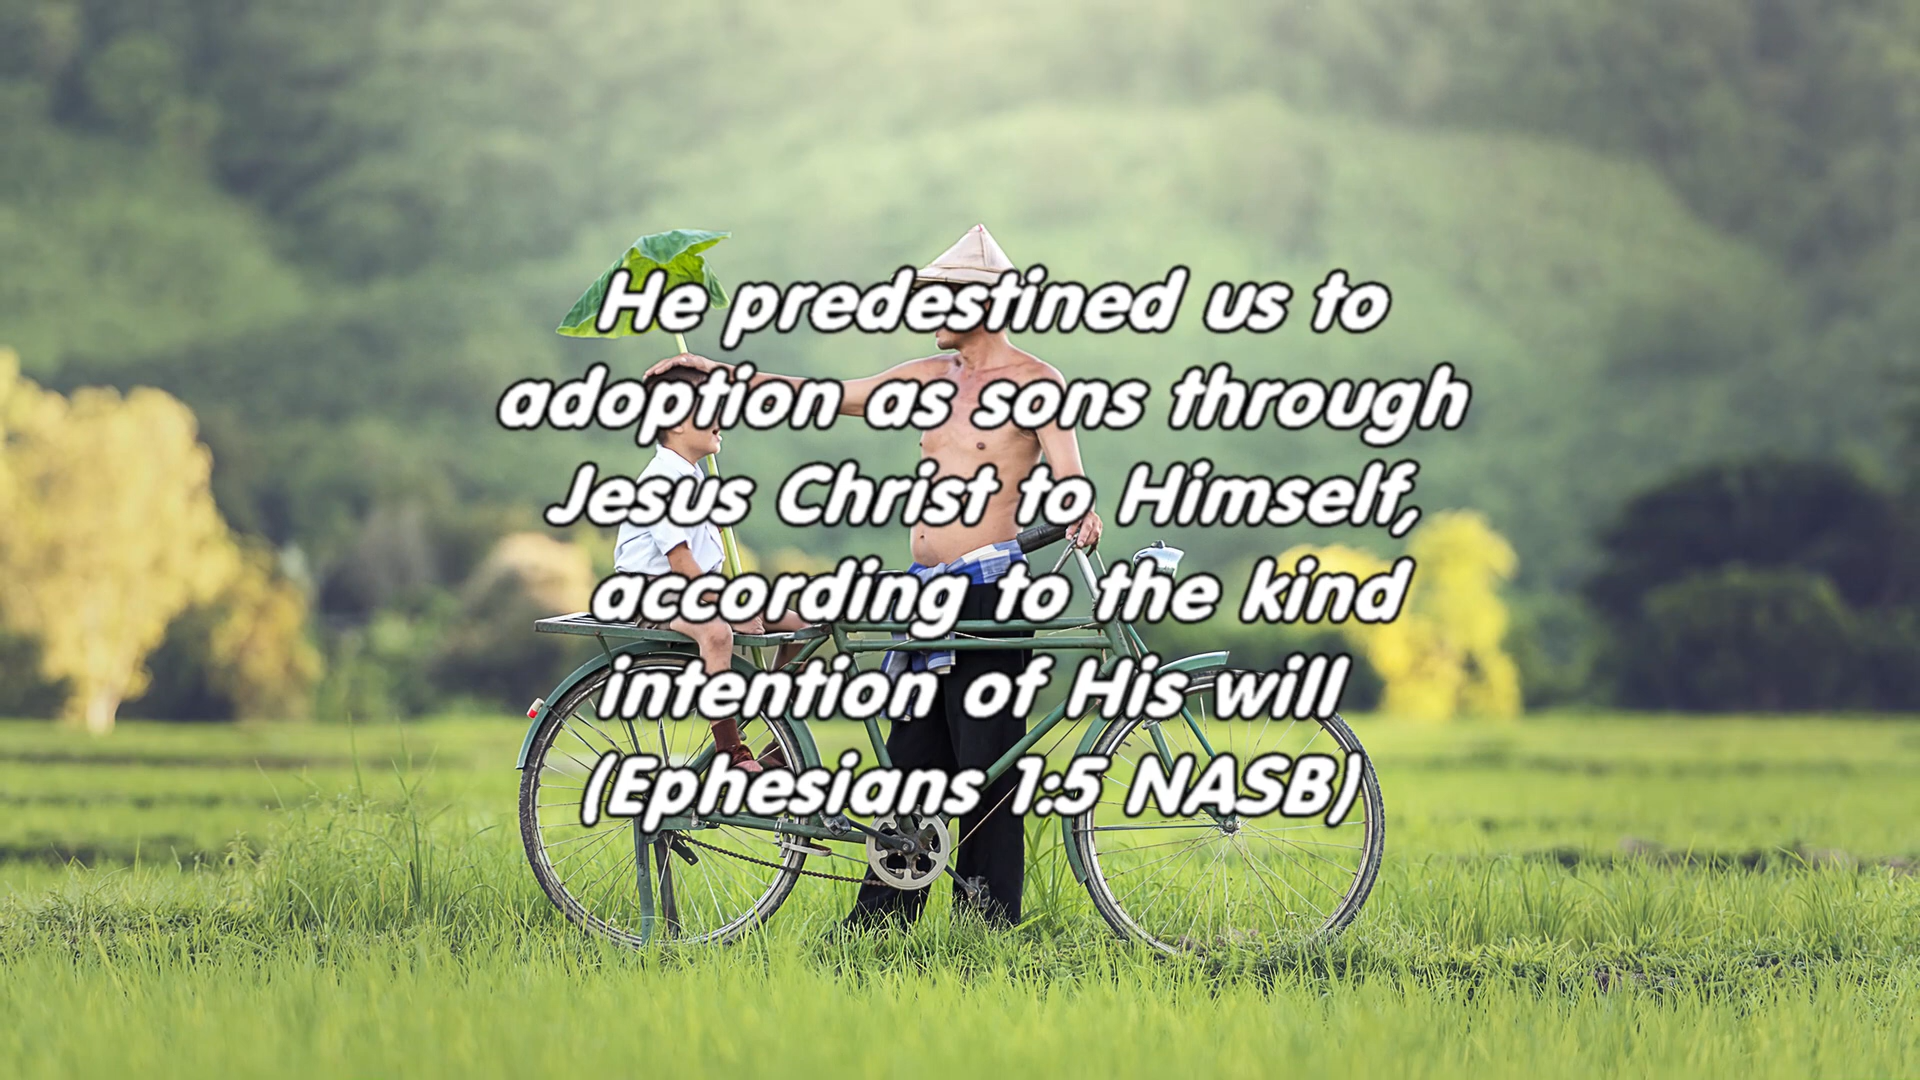 He predestined us to
adoption as sons through
Jesus Christ to Himself,
according to the kind
intention of His will
(Ephesians 1:5 NASB)